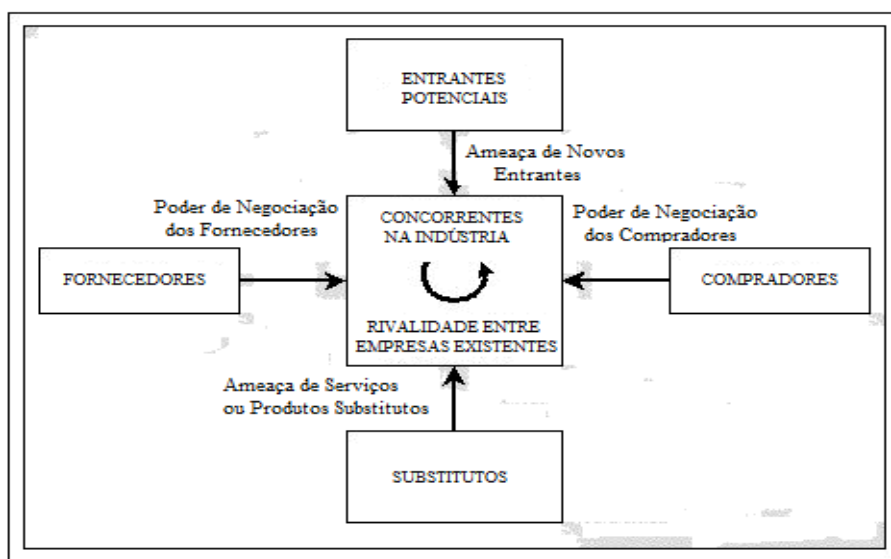 ENTRANTES
POTENCIAIS
Ameaça de Novos
Entrantes
Poder de Negociação
dos Fornecedores
CONCORRENTES
NA INDÚSTRIA
Poder de Negociação
dos Compradores
FORNECEDORES
COMPRADORES
RIVALIDADE ENTRE
EMPRESAS EXISTENTES
Ameaça de Serviços
ou Produtos Substitutos
SUBSTITUTOS